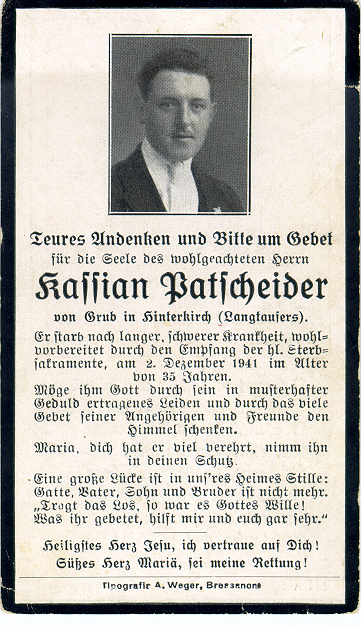 Teures Andenken und Bitte um Gebet
für die Seele des wohlgeachteten Herrn
Kassian Patscheider
von Grub in Hinterkirch (Langtaufers).
Er starb nach langer, schwerer Krankheit, wohl-
vorbereitet durch den Empfang der hl. Sterb-
sakramente, am 2. Dezember 1941 im Alter
von 35 Jahren.
Möge ihm Gott durch sein in musterhafter
Geduld ertragenes Leiden und durch das viele
Gebet seiner Angehörigen und Freunde den
Himmel schenken.
Maria, dich hat er viel verehrt, nimm ihn
in deinen Schutz.
Eine große Lücke ist in uns'res Heimes Stille:
Gatte, Vater, Sohn und Bruder ist nicht mehr.
„Tragt das Los, so war es Gottes Wille!
Was ihr gebetet, hilft mir und euch gar sehr."
Heiligstes Herz Jesu, ich vertraue auf Dich!
Süßes Herz Mariä, sei meine Rettung!
Tipografir A. Weger, Bressanone